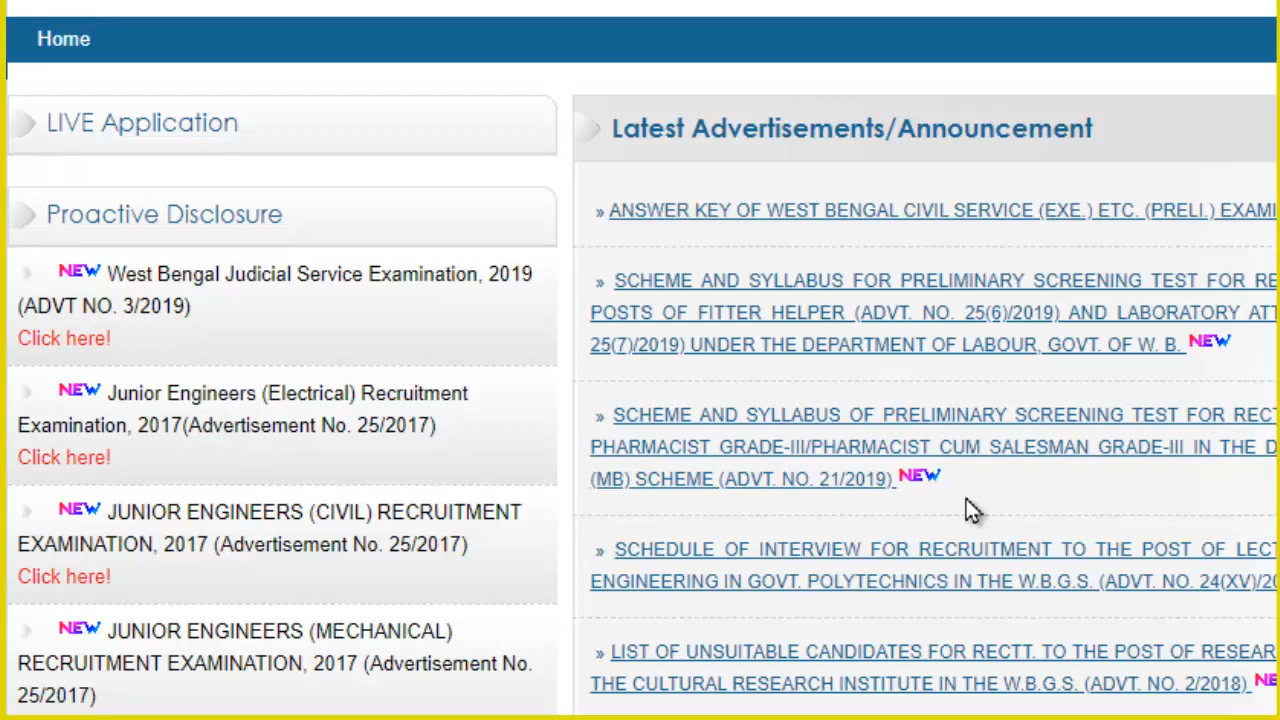 Home
LIVE Application
Proactive Disclosure
NEW West Bengal Judicial Service Examination, 2019
(ADVT NO. 3/2019)
Click here!
NEW Junior Engineers (Electrical) Recruitment
Examination, 2017(Advertisement No. 25/2017)
Click here!
NEW JUNIOR ENGINEERS (CIVIL) RECRUITMENT
EXAMINATION, 2017 (Advertisement No. 25/2017)
Click here!
NEW JUNIOR ENGINEERS (MECHANICAL)
RECRUITMENT EXAMINATION, 2017 (Advertisement No.
25/2017)
Latest Advertisements/Announcement
» ANSWER KEY OF WEST BENGAL CIVIL SERVICE (EXE.) ETC. (PRELI.) EXAMI
» SCHEME AND SYLLABUS FOR PRELIMINARY SCREENING TEST FOR RE
POSTS OF FITTER HELPER (ADVT. NO. 25(6)/2019) AND LABORATORY ATT
25(7)/2019) UNDER THE DEPARTMENT OF LABOUR, GOVT. OF W. B. NEW
» SCHEME AND SYLLABUS OF PRELIMINARY SCREENING TEST FOR RECT
PHARMACIST GRADE-III/PHARMACIST CUM SALESMAN GRADE-III IN THE D
(MB) SCHEME (ADVT. NO. 21/2019) NEW
» SCHEDULE OF INTERVIEW FOR RECRUITMENT TO THE POST OF LECT
ENGINEERING IN GOVT. POLYTECHNICS IN THE W.B.G.S. (ADVT. NO. 24(XV)/20
» LIST OF UNSUITABLE CANDIDATES FOR RECTT. TO THE POST OF RESEAR
THE CULTURAL RESEARCH INSTITUTE IN THE W.B.G.S. (ADVT. NO. 2/2018) NE